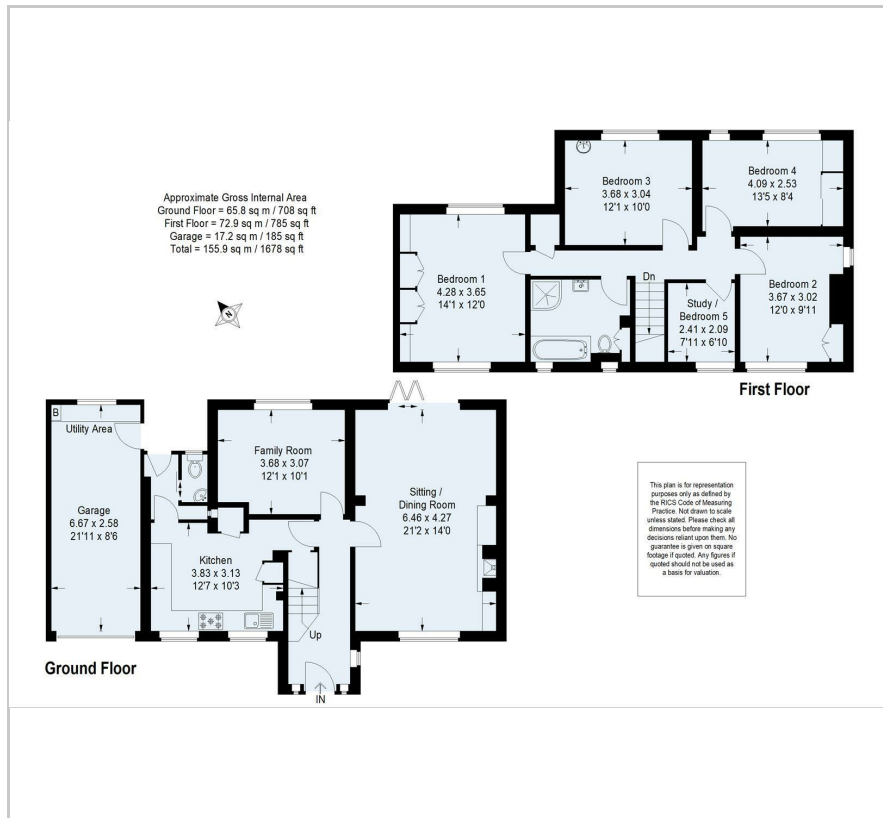 Approximate Gross Internal Area
Ground Floor = 65.8 sq m / 708 sq ft
First Floor = 72.9 sq m / 785 sq ft
Garage = 17.2 sq m / 185 sq ft
Total = 155.9 sq m / 1678 sq ft
N
Bedroom 3
3.68 x 3.04
12'1 x 10'0
Bedroom 4
4.09 x 2.53
13'5 x 8'4
Bedroom 1
4.28 x 3.65
14'1 x 12'0
Dn
Study /
Bedroom 5
2.41 x 2.09
7'11 x 6'10
Bedroom 2
3.67 x 3.02
12'0 x 9'11
First Floor
B
Utility Area
Garage
6.67 x 2.58
21'11 x 8'6
Family Room
3.68 x 3.07
12'1 x 10'1
Sitting /
Dining Room
6.46 x 4.27
21'2 x 14'0
Kitchen
3.83 x 3.13
12'7 x 10'3
Up
IN
Ground Floor
This plan is for representation
purposes only as defined by
the RICS Code of Measuring
Practice. Not drawn to scale
unless stated. Please check all
dimensions before making any
decisions reliant upon them. No
guarantee is given on square
footage if quoted. Any figures if
quoted should not be used as
a basis for valuation.